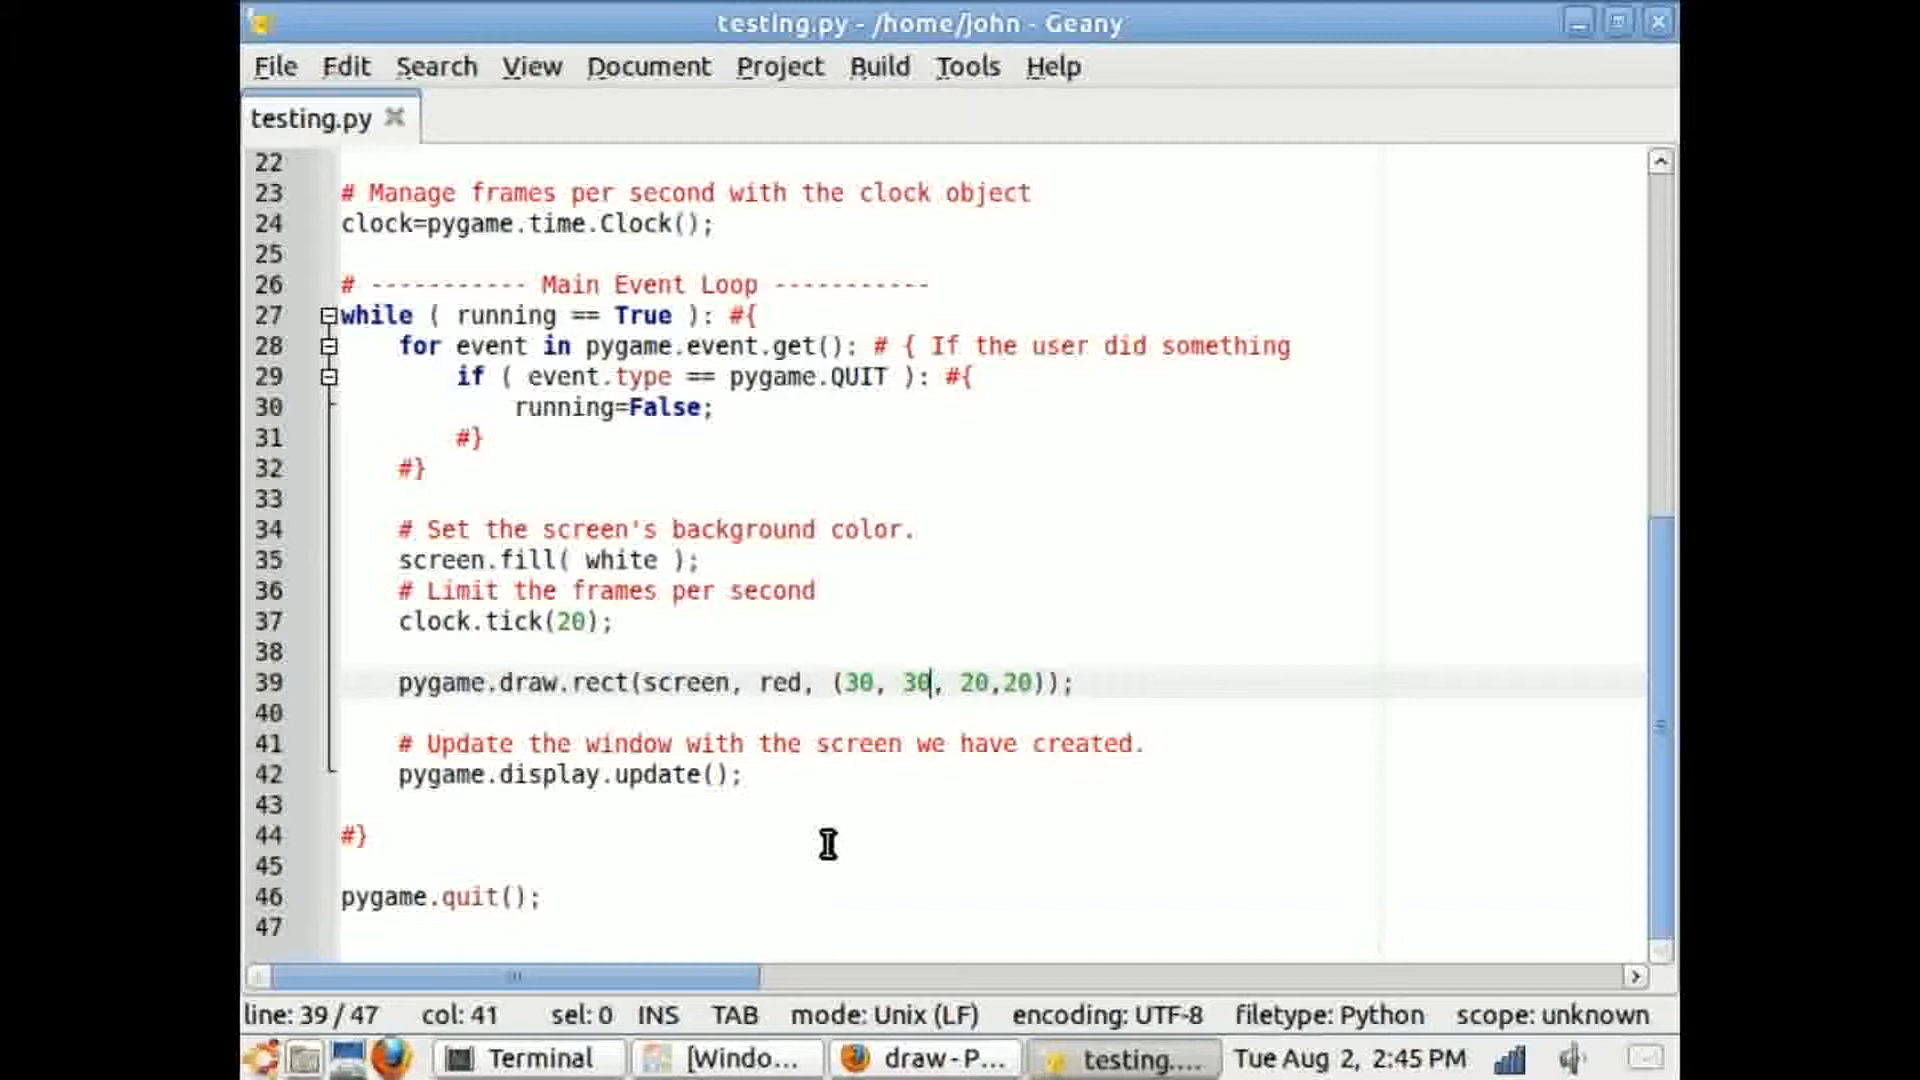 testing.py - /home/john - Geany
File Edit Search View Document Project Build Tools Help
testing.py
22
23 # Manage frames per second with the clock object
24 clock=pygame.time.Clock();
25
26 # ----------- Main Event Loop -----------
27 while ( running == True ): #{
28     for event in pygame.event.get(): # { If the user did something
29         if ( event.type == pygame.QUIT ): #{
30             running=False;
31         #}
32     #}
33
34     # Set the screen's background color.
35     screen.fill( white );
36     # Limit the frames per second
37     clock.tick(20);
38
39     pygame.draw.rect(screen, red, (30, 30, 20,20));
40
41     # Update the window with the screen we have created.
42     pygame.display.update();
43
44 #}
45
46 pygame.quit();
47
line: 39 / 47 col: 41 sel: 0 INS TAB mode: Unix (LF) encoding: UTF-8 filetype: Python scope: unknown
Terminal [Windo... draw - P... testing.... Tue Aug 2, 2:45 PM